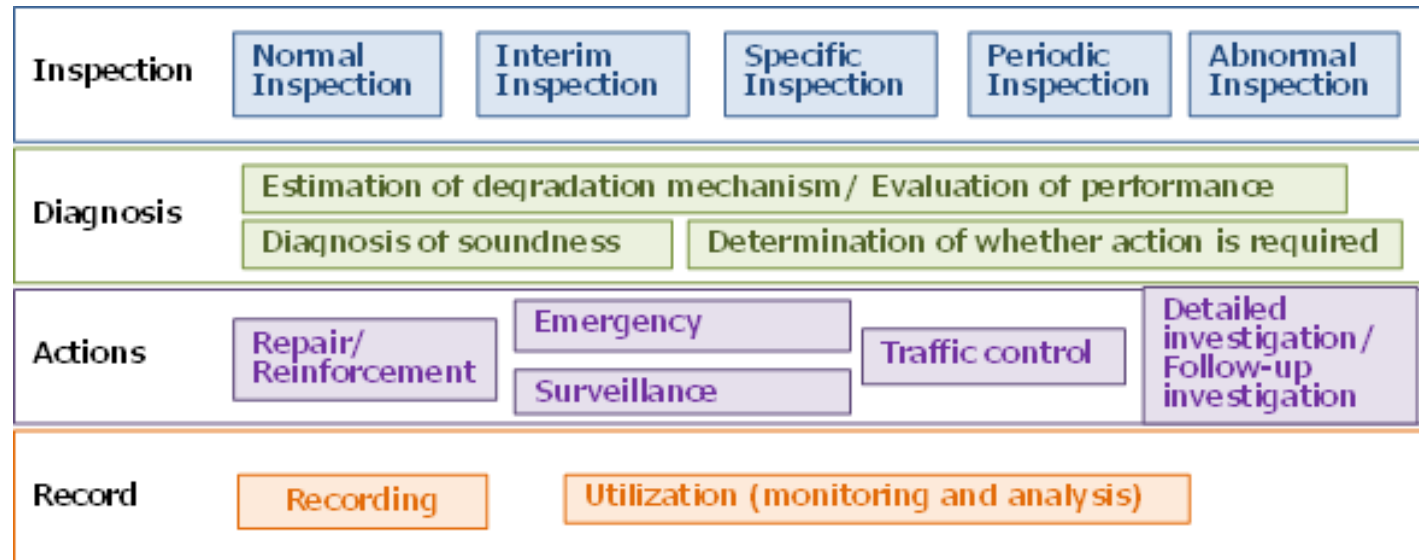 Inspection
Normal
Inspection
Interim
Inspection
Specific
Inspection
Periodic
Inspection
Abnormal
Inspection
Diagnosis
Estimation of degradation mechanism/ Evaluation of performance
Diagnosis of soundness
Determination of whether action is required
Actions
Repair/
Reinforcement
Emergency
Surveillance
Traffic control
Detailed
investigation/
Follow-up
investigation
Record
Recording
Utilization (monitoring and analysis)